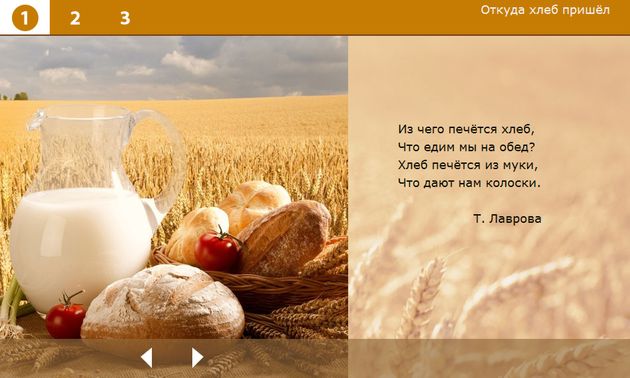 1 2 3
Откуда хлеб пришёл
Из чего печётся хлеб,
Что едим мы на обед?
Хлеб печётся из муки,
Что дают нам колоски.
Т. Лаврова